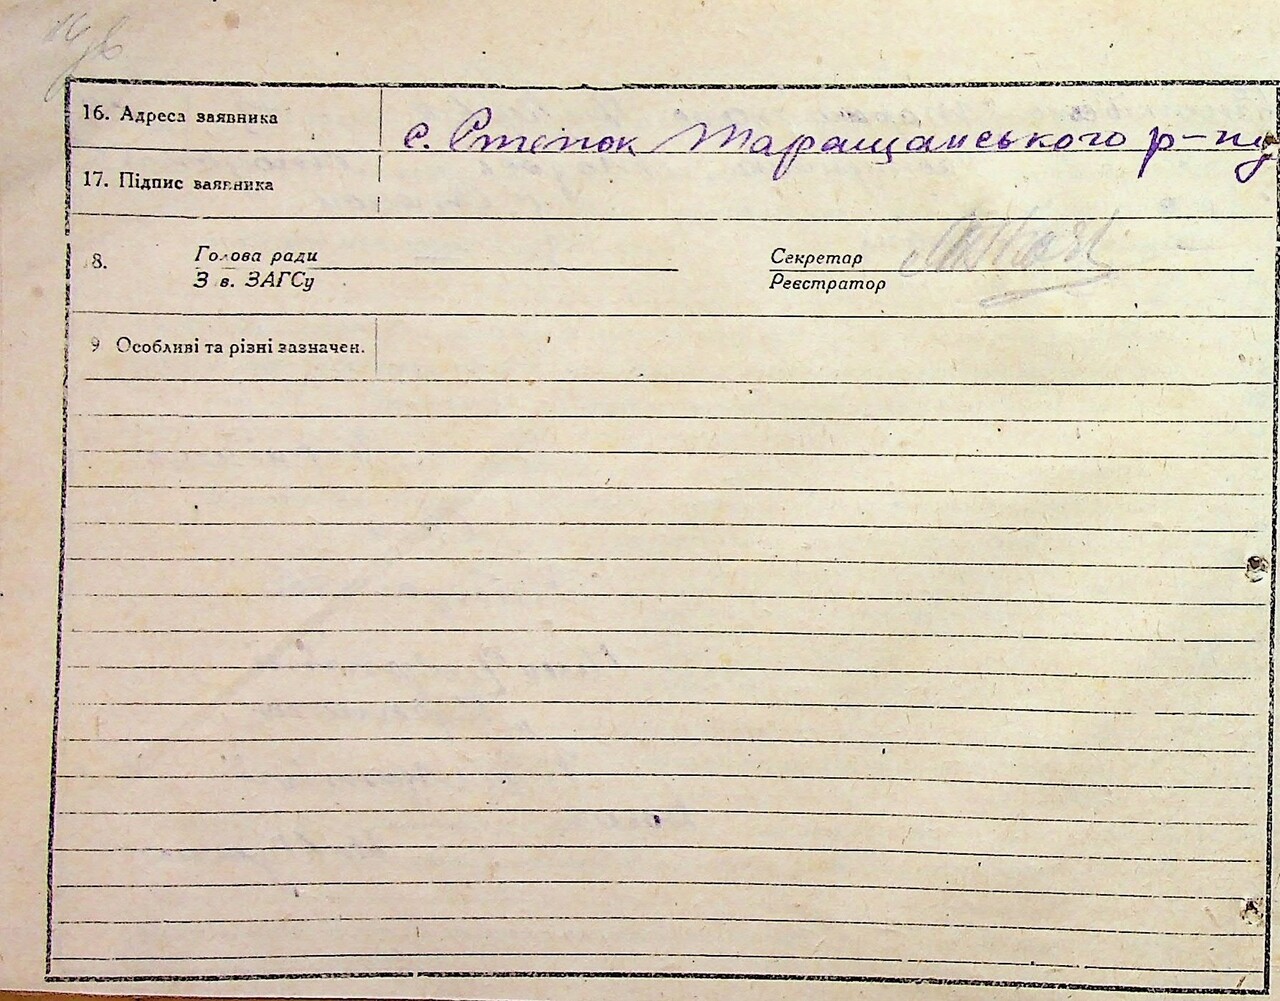 16. Адреса заявника
с. Степок Таращанського р-ну
17. Підпис заявника
8. Голова ради Секретар
З в. ЗАГСу Реєстратор
9 Особливі та різні зазначен.